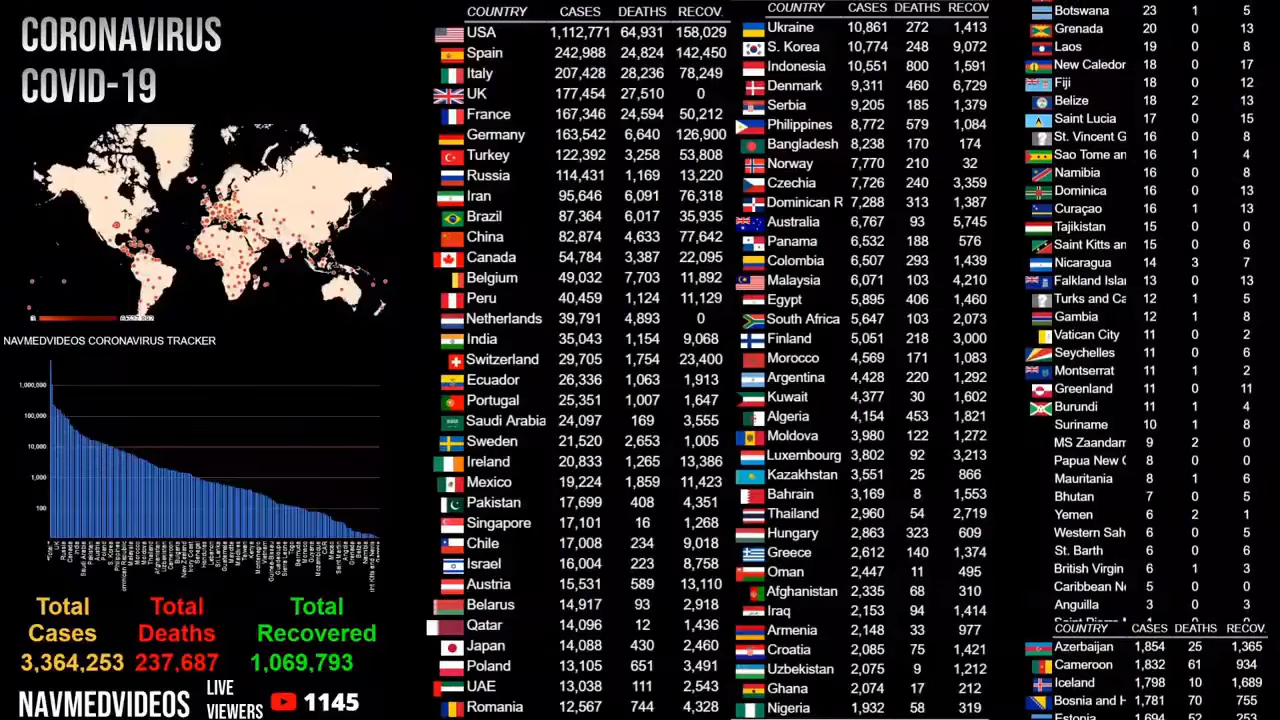 CORONAVIRUS
COVID-19
NAVMEDVIDEOS CORONAVIRUS TRACKER
1,000,000
100,000
10,000
1,000
100
Total Cases
3,364,253
Total Deaths
237,687
Total Recovered
1,069,793
NAVMEDVIDEOS
LIVE VIEWERS
1145
COUNTRY CASES DEATHS RECOV.
USA 1,112,771 64,931 158,029
Spain 242,988 24,824 142,450
Italy 207,428 28,236 78,249
UK 177,454 27,510 0
France 167,346 24,594 50,212
Germany 163,542 6,640 126,900
Turkey 122,392 3,258 53,808
Russia 114,431 1,169 13,220
Iran 95,646 6,091 76,318
Brazil 87,364 6,017 35,935
China 82,874 4,633 77,642
Canada 54,784 3,387 22,095
Belgium 49,032 7,703 11,892
Peru 40,459 1,124 11,129
Netherlands 39,791 4,893 0
India 35,043 1,154 9,068
Switzerland 29,705 1,754 23,400
Ecuador 26,336 1,063 1,913
Portugal 25,351 1,007 1,647
Saudi Arabia 24,097 169 3,555
Sweden 21,520 2,653 1,005
Ireland 20,833 1,265 13,386
Mexico 19,224 1,859 11,423
Pakistan 17,699 408 4,351
Singapore 17,101 16 1,268
Chile 17,008 234 9,018
Israel 16,004 223 8,758
Austria 15,531 589 13,110
Belarus 14,917 93 2,918
Qatar 14,096 12 1,436
Japan 14,088 430 2,460
Poland 13,105 651 3,491
UAE 13,038 111 2,543
Romania 12,567 744 4,328
COUNTRY CASES DEATHS RECOV
Ukraine 10,861 272 1,413
S. Korea 10,774 248 9,072
Indonesia 10,551 800 1,591
Denmark 9,311 460 6,729
Serbia 9,205 185 1,379
Philippines 8,772 579 1,084
Bangladesh 8,238 170 174
Norway 7,770 210 32
Czechia 7,726 240 3,359
Dominican R 7,288 313 1,387
Australia 6,767 93 5,745
Panama 6,532 188 576
Colombia 6,507 293 1,439
Malaysia 6,071 103 4,210
Egypt 5,895 406 1,460
South Africa 5,647 103 2,073
Finland 5,051 218 3,000
Morocco 4,569 171 1,083
Argentina 4,428 220 1,292
Kuwait 4,377 30 1,602
Algeria 4,154 453 1,821
Moldova 3,980 122 1,272
Luxembourg 3,802 92 3,213
Kazakhstan 3,551 25 866
Bahrain 3,169 8 1,553
Thailand 2,960 54 2,719
Hungary 2,863 323 609
Greece 2,612 140 1,374
Oman 2,447 11 495
Afghanistan 2,335 68 310
Iraq 2,153 94 1,414
Armenia 2,148 33 977
Croatia 2,085 75 1,421
Uzbekistan 2,075 9 1,212
Ghana 2,074 17 212
Nigeria 1,932 58 319
Botswana 23 1 5
Grenada 20 0 13
Laos 19 0 8
New Caledor 18 0 17
Fiji 18 0 12
Belize 18 2 13
Saint Lucia 17 0 15
St. Vincent G 16 0 8
Sao Tome an 16 1 4
Namibia 16 0 8
Dominica 16 0 13
Curaçao 16 1 13
Tajikistan 15 0 0
Saint Kitts an 15 0 6
Nicaragua 14 3 7
Falkland Islar 13 0 13
Turks and Ca 12 1 5
Gambia 12 1 8
Vatican City 11 0 2
Seychelles 11 0 6
Montserrat 11 1 2
Greenland 11 0 11
Burundi 11 1 4
Suriname 10 1 8
MS Zaandam 9 2 0
Papua New C 8 0 0
Mauritania 8 1 6
Bhutan 7 0 5
Yemen 6 2 1
Western Sah 6 0 5
St. Barth 6 0 6
British Virgin 6 1 3
Caribbean N 5 0 0
Anguilla 3 0 3
COUNTRY CASES DEATHS RECOV.
Azerbaijan 1,854 25 1,365
Cameroon 1,832 61 934
Iceland 1,798 10 1,689
Bosnia and H 1,781 70 755
Estonia